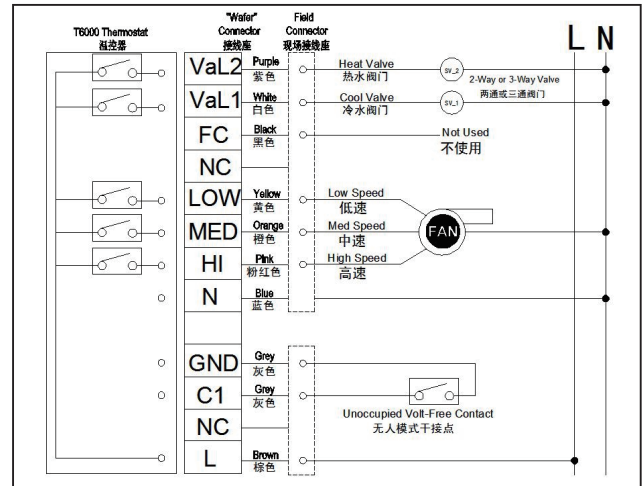 T6000 Thermostat
温控器
"Wafer"
Connector
接线座
Field
Connector
现场接线座
L N
VaL2 Purple
紫色
Heat Valve
热水阀门
SV_2
2-Way or 3-Way Valve
两通或三通阀门
VaL1 White
白色
Cool Valve
冷水阀门
SV_1
FC Black
黑色
Not Used
不使用
NC
LOW Yellow
黄色
Low Speed
低速
MED Orange
橙色
Med Speed
中速
FAN
HI Pink
粉红色
High Speed
高速
N Blue
蓝色
GND Grey
灰色
C1 Grey
灰色
Unoccupied Volt-Free Contact
无人模式干接点
NC
L Brown
棕色